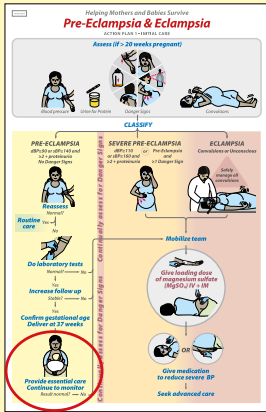 Helping Mothers and Babies Survive
Pre-Eclampsia & Eclampsia
ACTION PLAN 1 • INITIAL CARE
Assess (if > 20 weeks pregnant)
Blood pressure
Urine for Protein
Danger Signs
Convulsions
CLASSIFY
PRE-ECLAMPSIA
dBP≥90 or sBP≥140 and
≥2+ proteinuria
No Danger Signs
SEVERE PRE-ECLAMPSIA
dBP≥110
or sBP≥160 and
≥2+ proteinuria
or
Pre-Eclampsia
and
≥1 Danger Sign
ECLAMPSIA
Convulsions or Unconscious
Safely
manage all
convulsions
Continually assess for Danger Signs
Reassess
Normal?
Yes
Routine
care
No
Do laboratory tests
Normal?
No
Yes
Increase follow up
Stable?
No
Yes
Confirm gestational age
Deliver at 37 weeks
Provide essential care
Continue to monitor
Result normal?
No
Continually assess for Danger Signs
Mobilize team
Give loading dose
of magnesium sulfate
(MgSO₄) IV + IM
OR
Give medication
to reduce severe BP
Seek advanced care